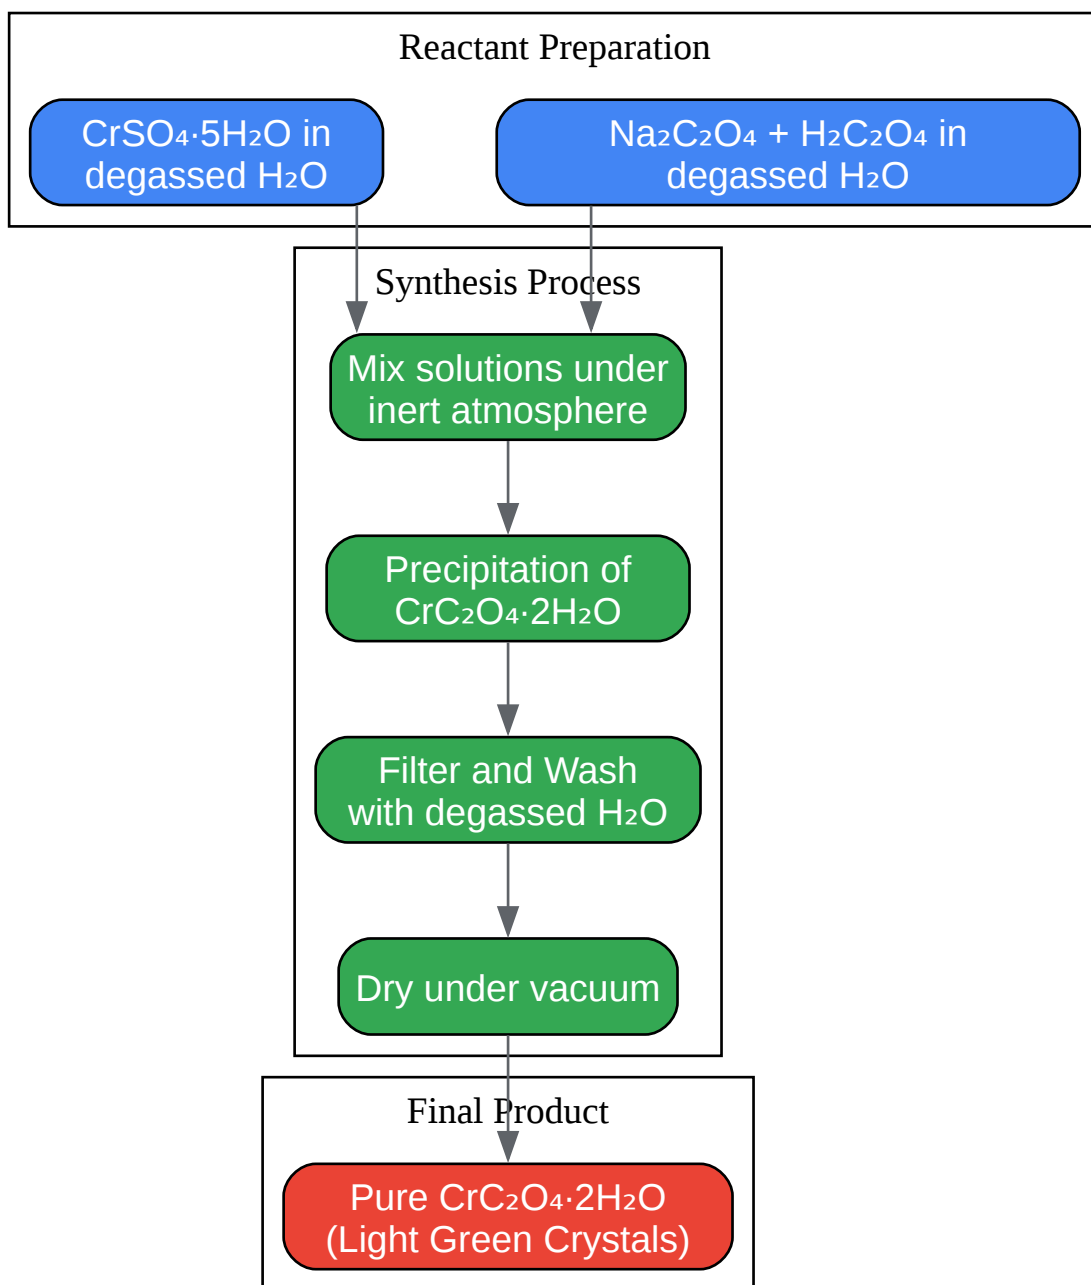 Reactant Preparation
CrSO₄·5H₂O in
degassed H₂O
Na₂C₂O₄ + H₂C₂O₄ in
degassed H₂O
Synthesis Process
Mix solutions under
inert atmosphere
Precipitation of
CrC₂O₄·2H₂O
Filter and Wash
with degassed H₂O
Dry under vacuum
Final Product
Pure CrC₂O₄·2H₂O
(Light Green Crystals)